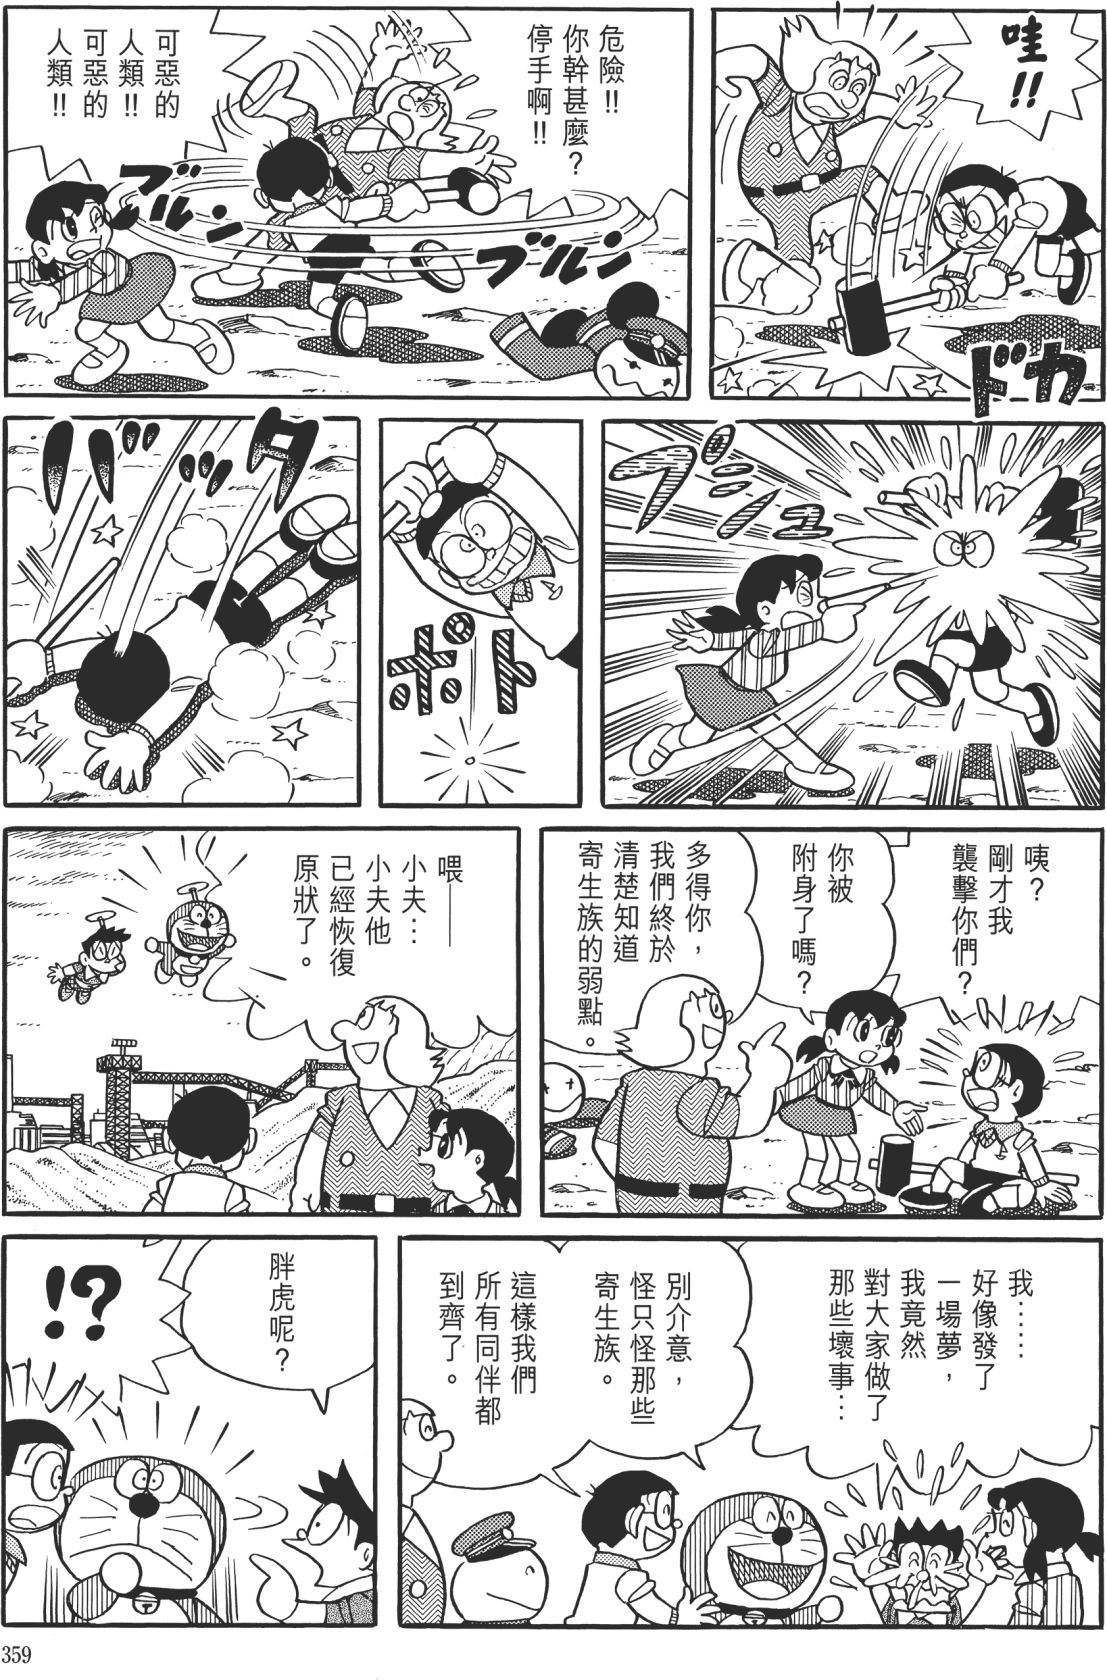 哇!!
ドカ
危險!!
你幹甚麼?
停手啊!!
ブルン
ブルン
可惡的
人類!!
可惡的
人類!!
ブシュ
ポト
バッタ
咦?
剛才我
襲擊你們?
你被
附身了嗎?
多得你,
我們終於
清楚知道
寄生族的弱點。
喂——
小夫…
小夫他
已經恢復
原狀了。
我……
好像發了
一場夢,
我竟然
對大家做了
那些壞事…
別介意,
怪只怪那些
寄生族。
這樣我們
所有同伴都
到齊了。
胖虎呢?
!?
359